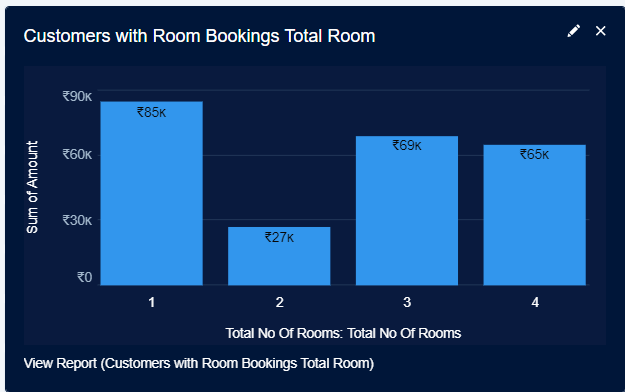 Customers with Room Bookings Total Room
₹90K
₹60K
₹30K
₹0
Sum of Amount
₹85K
₹27K
₹69K
₹65K
1 2 3 4
Total No Of Rooms: Total No Of Rooms
View Report (Customers with Room Bookings Total Room)